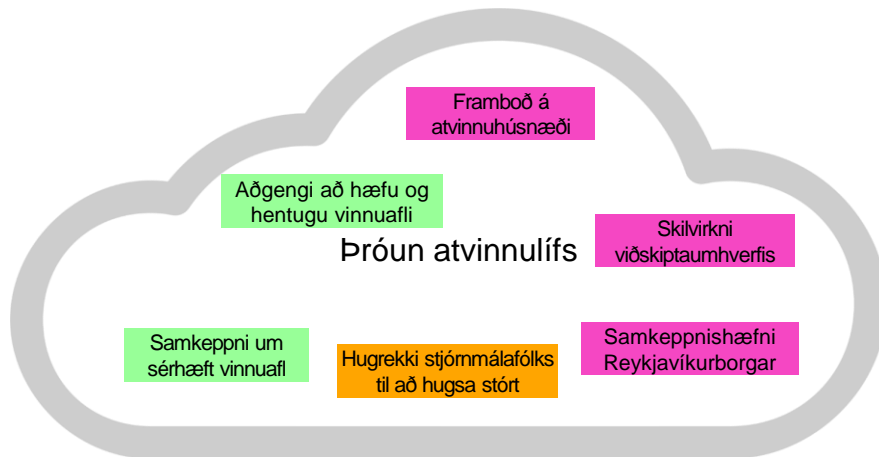 Framboð á
atvinnuhúsnæði
Aðgengi að hæfu og
hentugu vinnuafli
Skilvirkni
viðskiptaumhverfis
Þróun atvinnulífs
Samkeppni um
sérhæft vinnuafl
Hugrekki stjórnmálafólks
til að hugsa stórt
Samkeppnishæfni
Reykjavíkurborgar